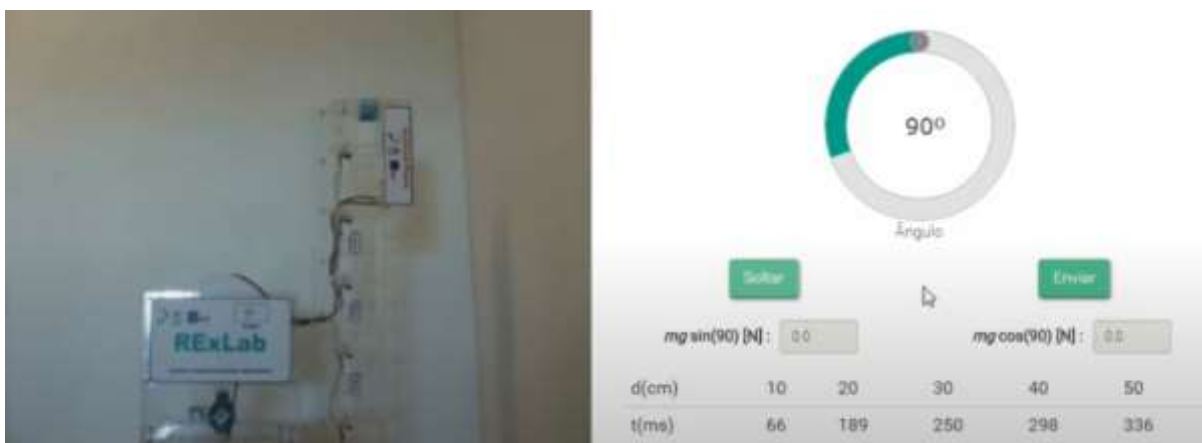 RExLab
90º
Ângulo
Soltar
Enviar
mg sin(90) [N] : 0.0
mg cos(90) [N] : 0.0
d(cm) 10 20 30 40 50
t(ms) 66 189 250 298 336